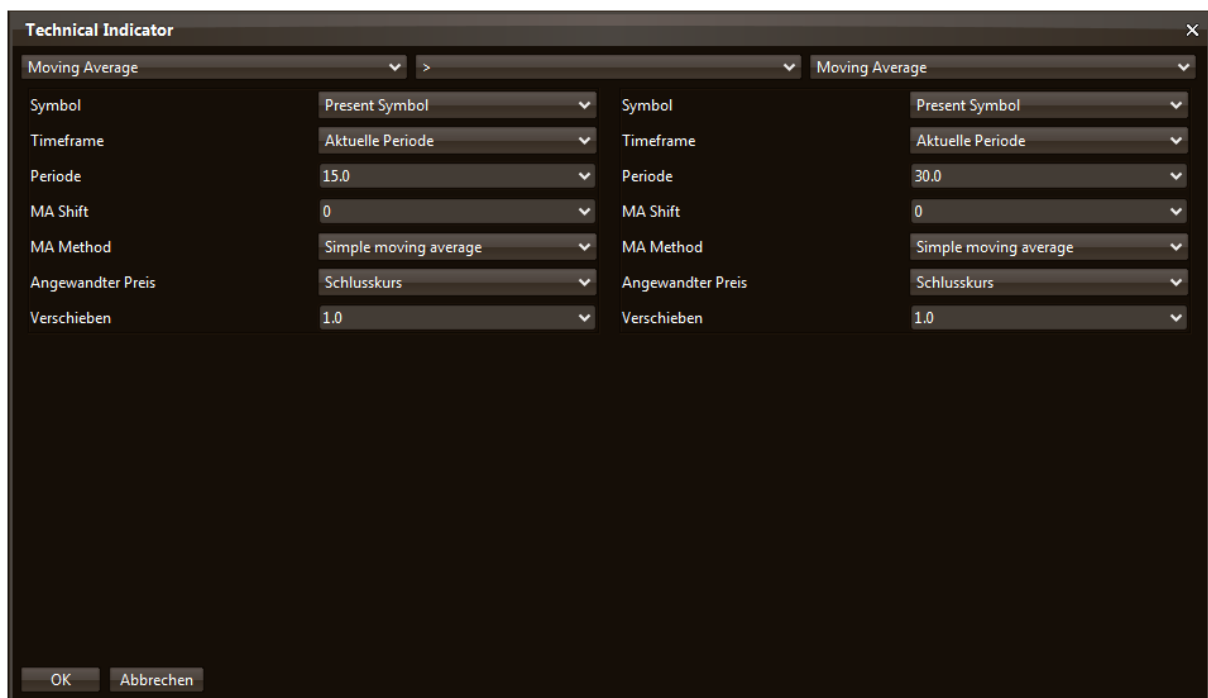 Technical Indicator
Moving Average > Moving Average
Symbol Present Symbol Symbol Present Symbol
Timeframe Aktuelle Periode Timeframe Aktuelle Periode
Periode 15.0 Periode 30.0
MA Shift 0 MA Shift 0
MA Method Simple moving average MA Method Simple moving average
Angewandter Preis Schlusskurs Angewandter Preis Schlusskurs
Verschieben 1.0 Verschieben 1.0
OK Abbrechen